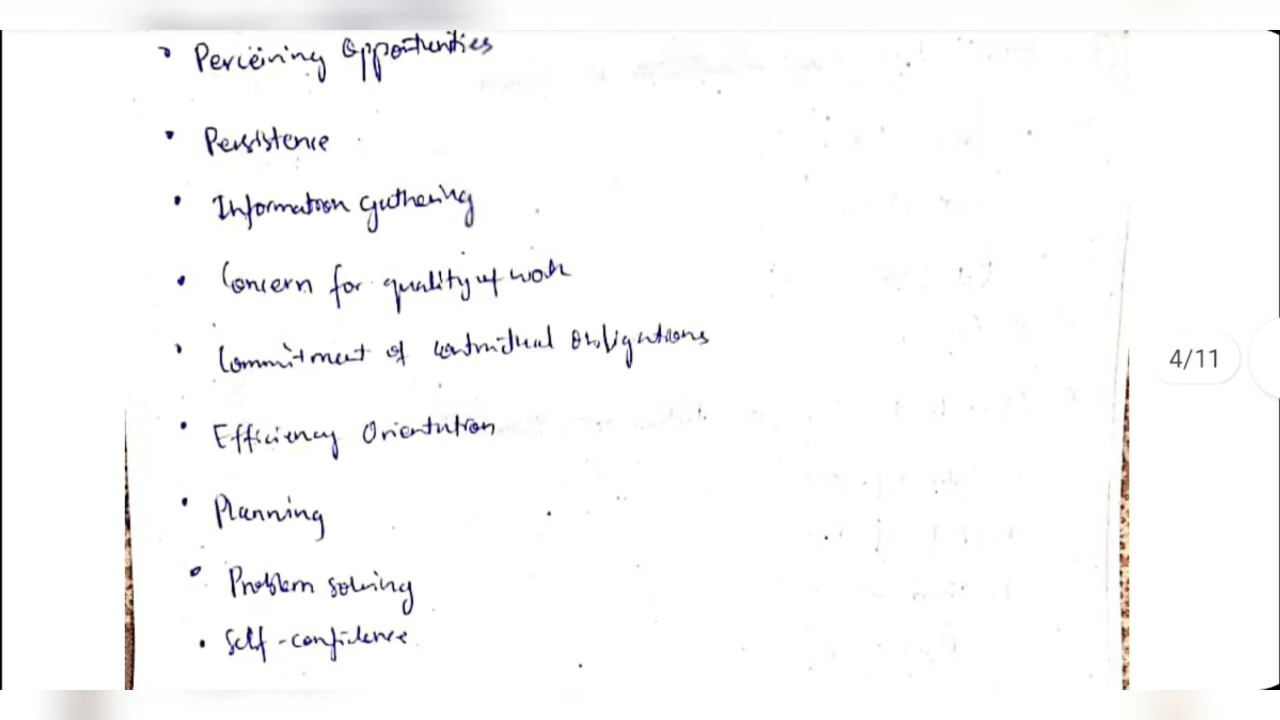 • Perceiving Opportunities
• Persistence
• Information gathering
• Concern for quality of work
• Commitment of contractual obligations
• Efficiency Orientation
• Planning
• Problem solving
• Self-confidence
4/11